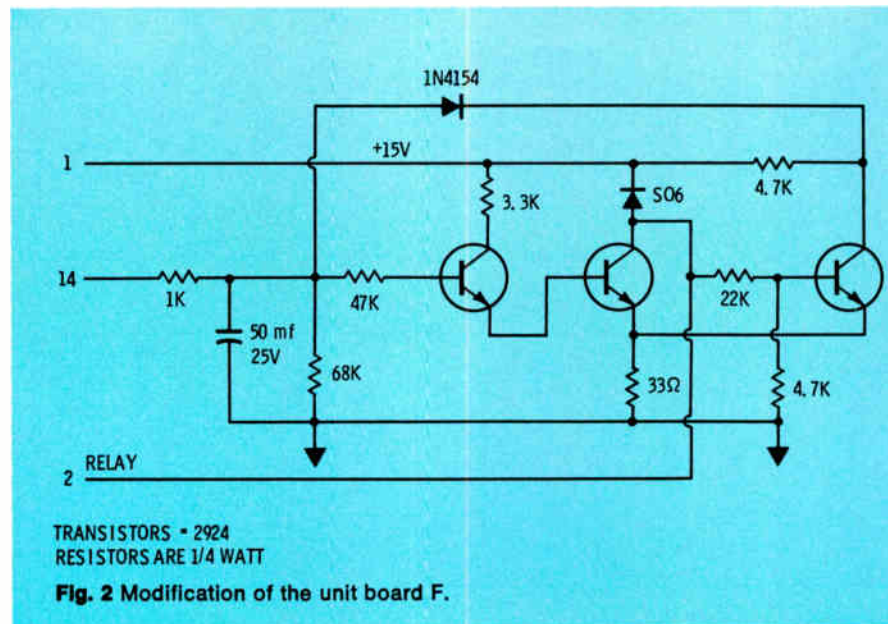 1N4154
1
+15V
3.3K
SO6
4.7K
14
1K
47K
22K
50 mf
25V
68K
33Ω
4.7K
2
RELAY
TRANSISTORS = 2924
RESISTORS ARE 1/4 WATT
Fig. 2 Modification of the unit board F.